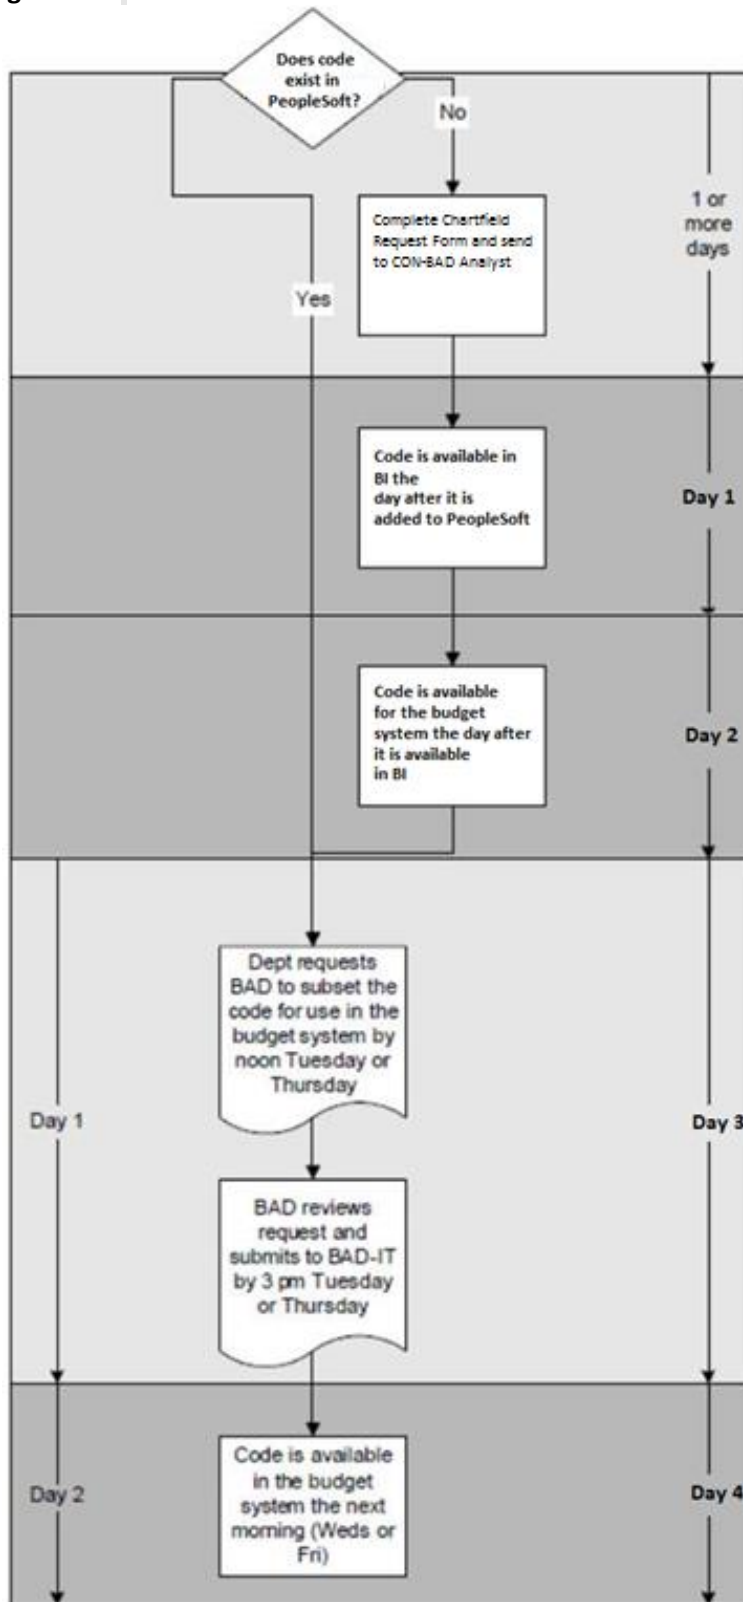 Does code
exist in
PeopleSoft?
No
1 or
more
days
Complete Chartfield
Request Form and send
to CON-BAD Analyst
Yes
Code is available in
BI the
day after it is
added to PeopleSoft
Day 1
Code is available
for the budget
system the day after
it is available
in BI
Day 2
Dept requests
BAD to subset the
code for use in the
budget system by
noon Tuesday or
Thursday
Day 1
Day 3
BAD reviews
request and
submits to BAD-IT
by 3 pm Tuesday
or Thursday
Code is available
in the budget
system the next
morning (Weds or
Fri)
Day 2
Day 4